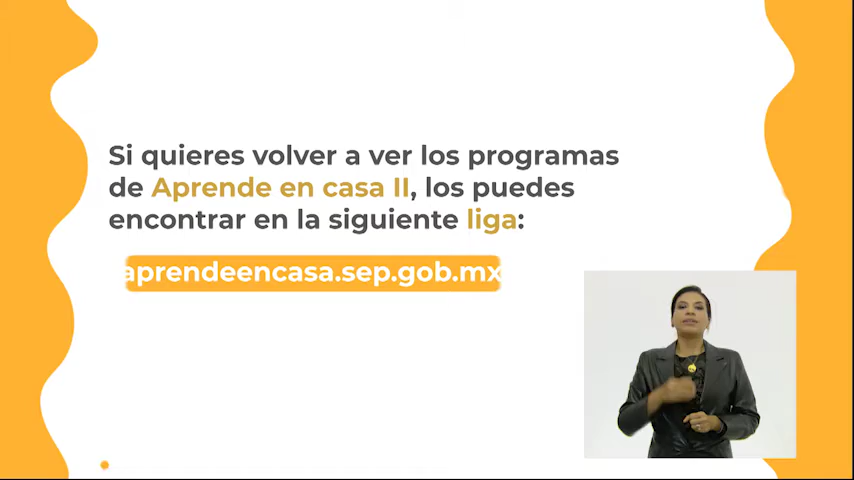 Si quieres volver a ver los programas
de Aprende en casa II, los puedes
encontrar en la siguiente liga:
aprendeencasa.sep.gob.mx